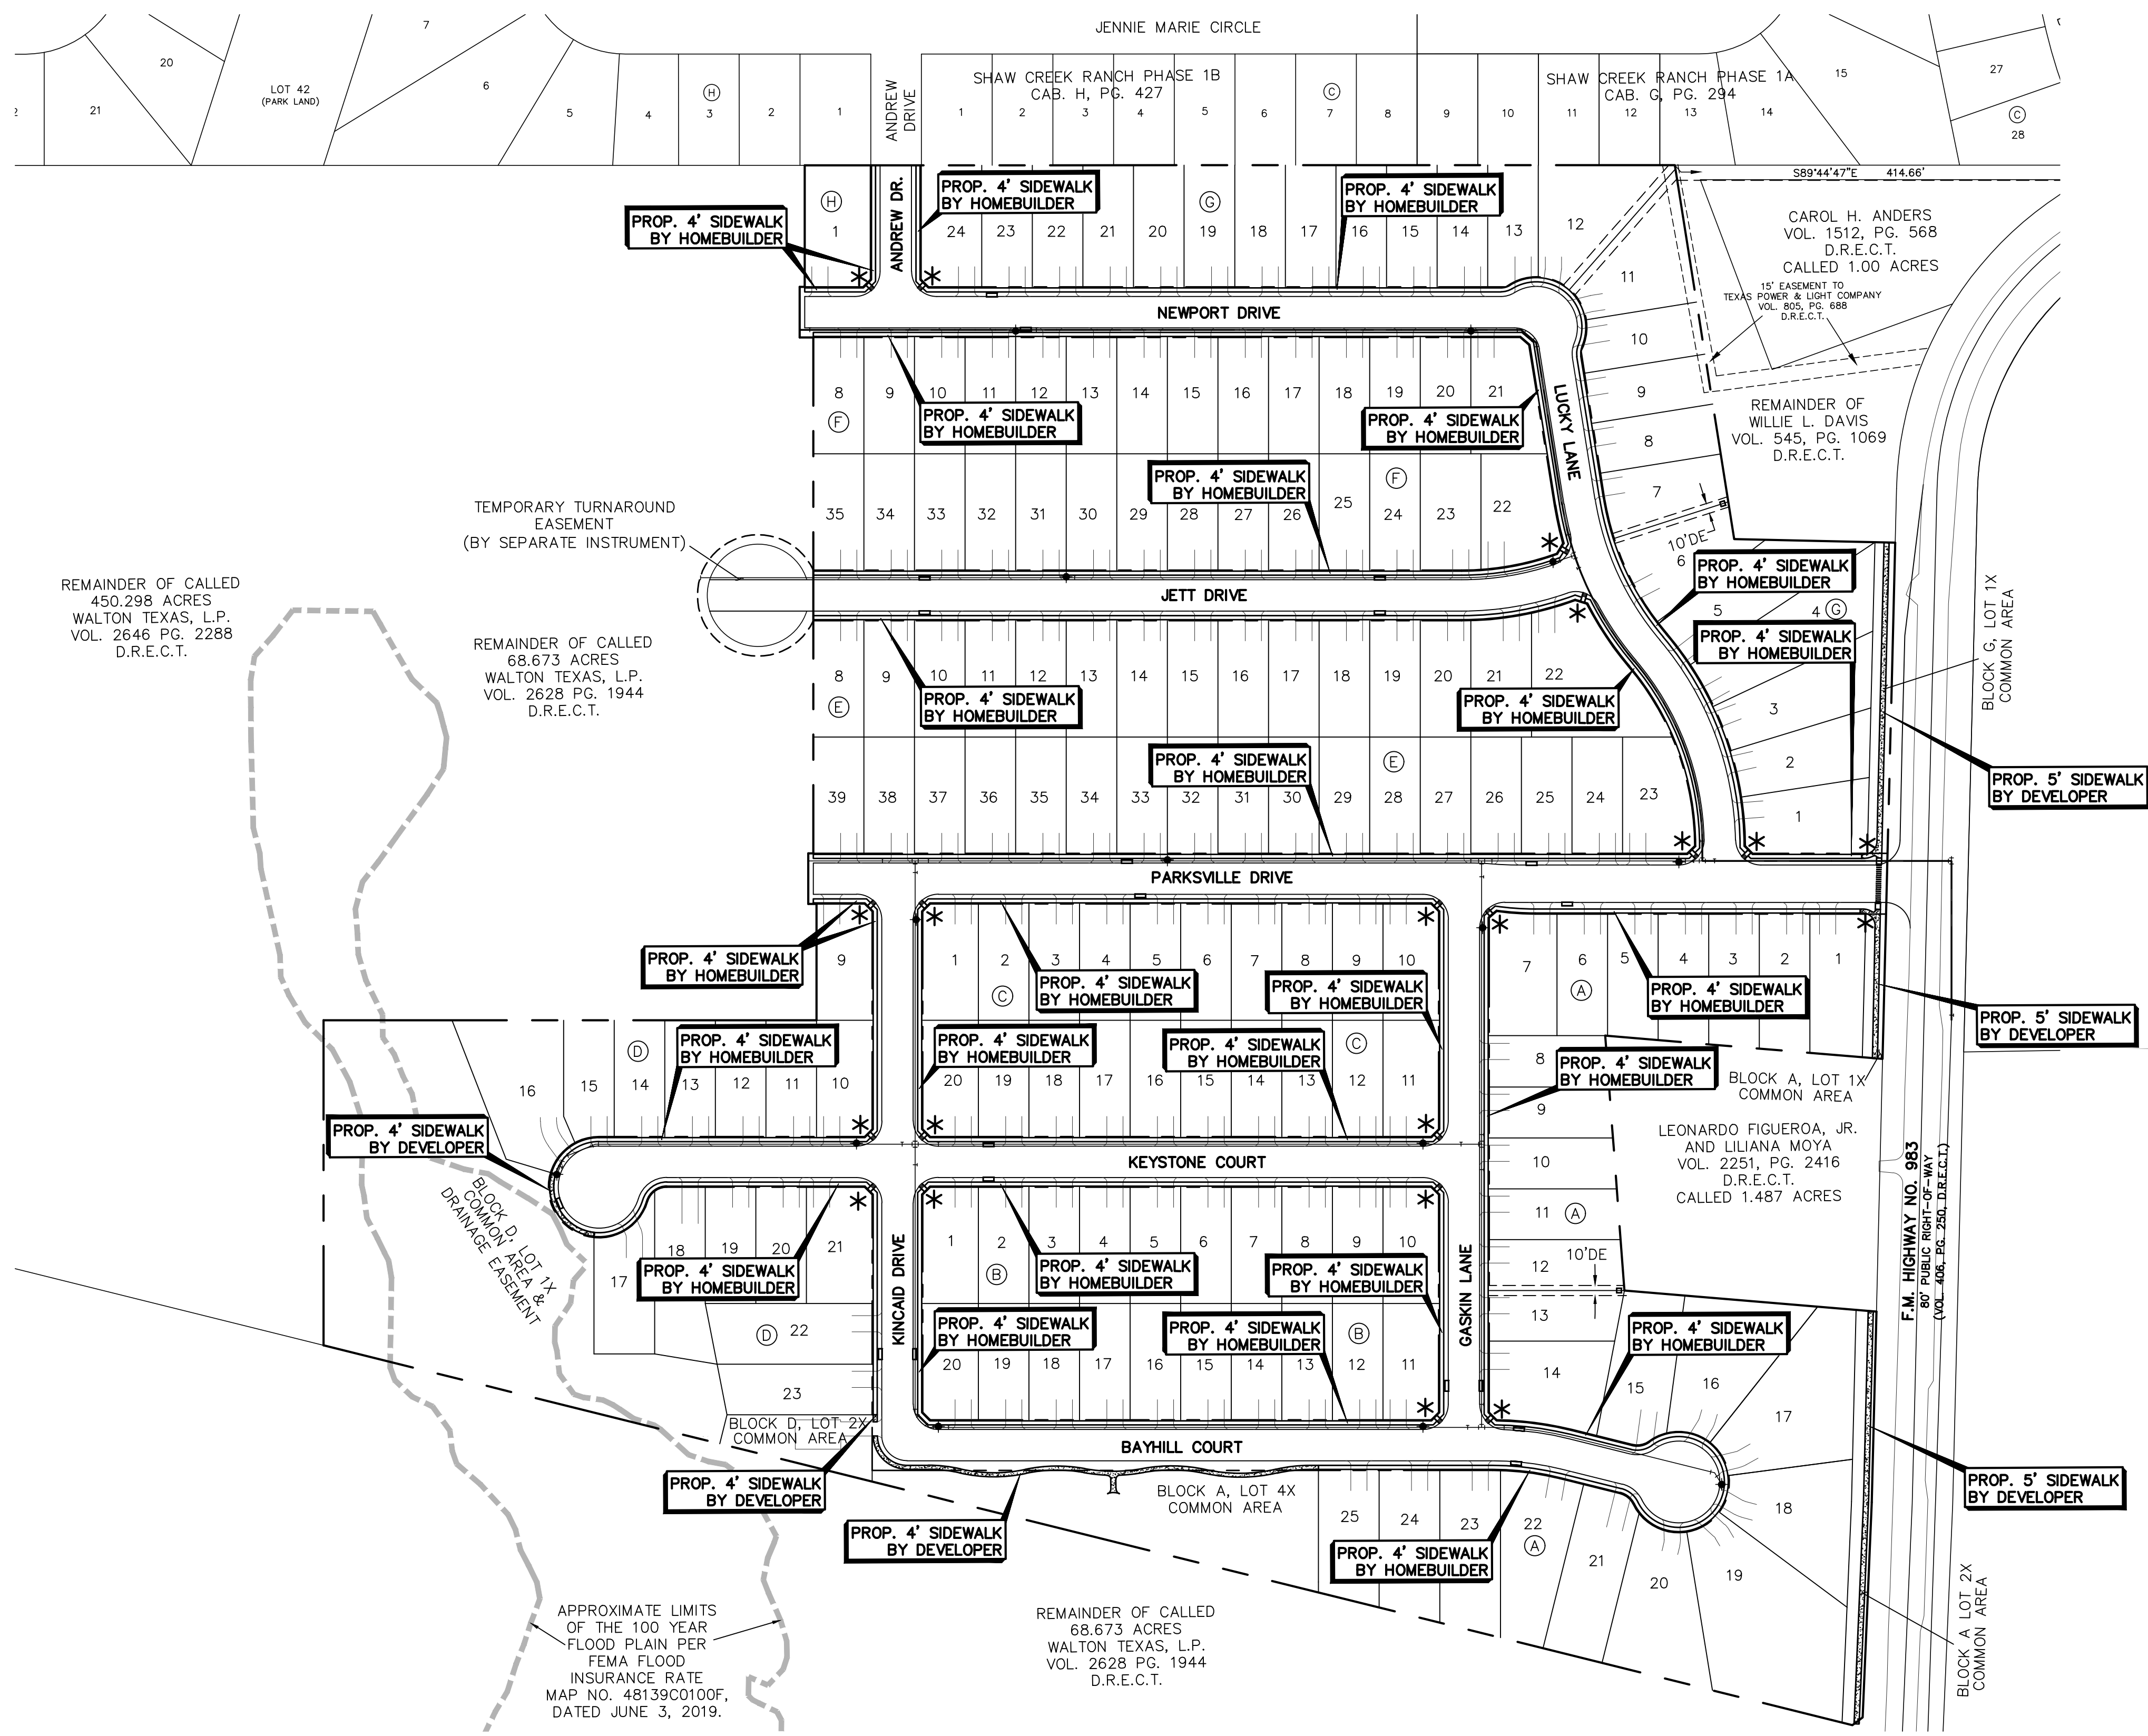 JENNIE MARIE CIRCLE
7
20
21
2
LOT 42
(PARK LAND)
6
5
4
H
3
2
1
ANDREW
DRIVE
SHAW CREEK RANCH PHASE 1B
CAB. H, PG. 427
1
2
3
4
5
6
C
7
8
9
10
SHAW CREEK RANCH PHASE 1A
CAB. G, PG. 294
11
12
13
14
15
27
C
28
S89°44'47"E 414.66'
CAROL H. ANDERS
VOL. 1512, PG. 568
D.R.E.C.T.
CALLED 1.00 ACRES
15' EASEMENT TO
TEXAS POWER & LIGHT COMPANY
VOL. 805, PG. 688
D.R.E.C.T.
PROP. 4' SIDEWALK
BY HOMEBUILDER
H
1
ANDREW DR.
PROP. 4' SIDEWALK
BY HOMEBUILDER
G
PROP. 4' SIDEWALK
BY HOMEBUILDER
24 23 22 21 20 19 18 17 16 15 14 13 12
11
10
9
8
7
10'DE
6
5
4 G
3
2
1
NEWPORT DRIVE
8 9 10 11 12 13 14 15 16 17 18 19 20 21
F
PROP. 4' SIDEWALK
BY HOMEBUILDER
PROP. 4' SIDEWALK
BY HOMEBUILDER
LUCKY LANE
REMAINDER OF
WILLIE L. DAVIS
VOL. 545, PG. 1069
D.R.E.C.T.
PROP. 4' SIDEWALK
BY HOMEBUILDER
F
35 34 33 32 31 30 29 28 27 26 25 24 23 22
TEMPORARY TURNAROUND
EASEMENT
(BY SEPARATE INSTRUMENT)
REMAINDER OF CALLED
450.298 ACRES
WALTON TEXAS, L.P.
VOL. 2646 PG. 2288
D.R.E.C.T.
JETT DRIVE
PROP. 4' SIDEWALK
BY HOMEBUILDER
PROP. 4' SIDEWALK
BY HOMEBUILDER
BLOCK G, LOT 1X
COMMON AREA
REMAINDER OF CALLED
68.673 ACRES
WALTON TEXAS, L.P.
VOL. 2628 PG. 1944
D.R.E.C.T.
8 9 10 11 12 13 14 15 16 17 18 19 20 21 22
E
PROP. 4' SIDEWALK
BY HOMEBUILDER
PROP. 4' SIDEWALK
BY HOMEBUILDER
PROP. 4' SIDEWALK
BY HOMEBUILDER
E
PROP. 5' SIDEWALK
BY DEVELOPER
39 38 37 36 35 34 33 32 31 30 29 28 27 26 25 24 23
PARKSVILLE DRIVE
PROP. 4' SIDEWALK
BY HOMEBUILDER
9
1 2 3 4 5 6 7 8 9 10
C
PROP. 4' SIDEWALK
BY HOMEBUILDER
PROP. 4' SIDEWALK
BY HOMEBUILDER
7 6 5 4 3 2 1
A
PROP. 4' SIDEWALK
BY HOMEBUILDER
PROP. 5' SIDEWALK
BY DEVELOPER
D
PROP. 4' SIDEWALK
BY HOMEBUILDER
PROP. 4' SIDEWALK
BY HOMEBUILDER
PROP. 4' SIDEWALK
BY HOMEBUILDER
C
8
PROP. 4' SIDEWALK
BY HOMEBUILDER
9
16 15 14 13 12 11 10
20 19 18 17 16 15 14 13 12 11
BLOCK A, LOT 1X
COMMON AREA
LEONARDO FIGUEROA, JR.
AND LILIANA MOYA
VOL. 2251, PG. 2416
D.R.E.C.T.
CALLED 1.487 ACRES
PROP. 4' SIDEWALK
BY DEVELOPER
KEYSTONE COURT
10
11 A
12
10'DE
13
14
F.M. HIGHWAY NO. 983
80' PUBLIC RIGHT-OF-WAY
(VOL. 406, PG. 250, D.R.E.C.T.)
BLOCK D, LOT 1X
COMMON AREA &
DRAINAGE EASEMENT
17 18 19 20 21
PROP. 4' SIDEWALK
BY HOMEBUILDER
KINCAID DRIVE
1 2 3 4 5 6 7 8 9 10
B
PROP. 4' SIDEWALK
BY HOMEBUILDER
PROP. 4' SIDEWALK
BY HOMEBUILDER
GASKIN LANE
D 22
23
PROP. 4' SIDEWALK
BY HOMEBUILDER
PROP. 4' SIDEWALK
BY HOMEBUILDER
B
20 19 18 17 16 15 14 13 12 11
PROP. 4' SIDEWALK
BY HOMEBUILDER
15
16
17
18
19
20
21
22
A
23
24
25
BLOCK D, LOT 2X
COMMON AREA
BAYHILL COURT
PROP. 4' SIDEWALK
BY DEVELOPER
BLOCK A, LOT 4X
COMMON AREA
PROP. 5' SIDEWALK
BY DEVELOPER
PROP. 4' SIDEWALK
BY DEVELOPER
PROP. 4' SIDEWALK
BY HOMEBUILDER
BLOCK A LOT 2X
COMMON AREA
APPROXIMATE LIMITS
OF THE 100 YEAR
FLOOD PLAIN PER
FEMA FLOOD
INSURANCE RATE
MAP NO. 48139C0100F,
DATED JUNE 3, 2019.
REMAINDER OF CALLED
68.673 ACRES
WALTON TEXAS, L.P.
VOL. 2628 PG. 1944
D.R.E.C.T.